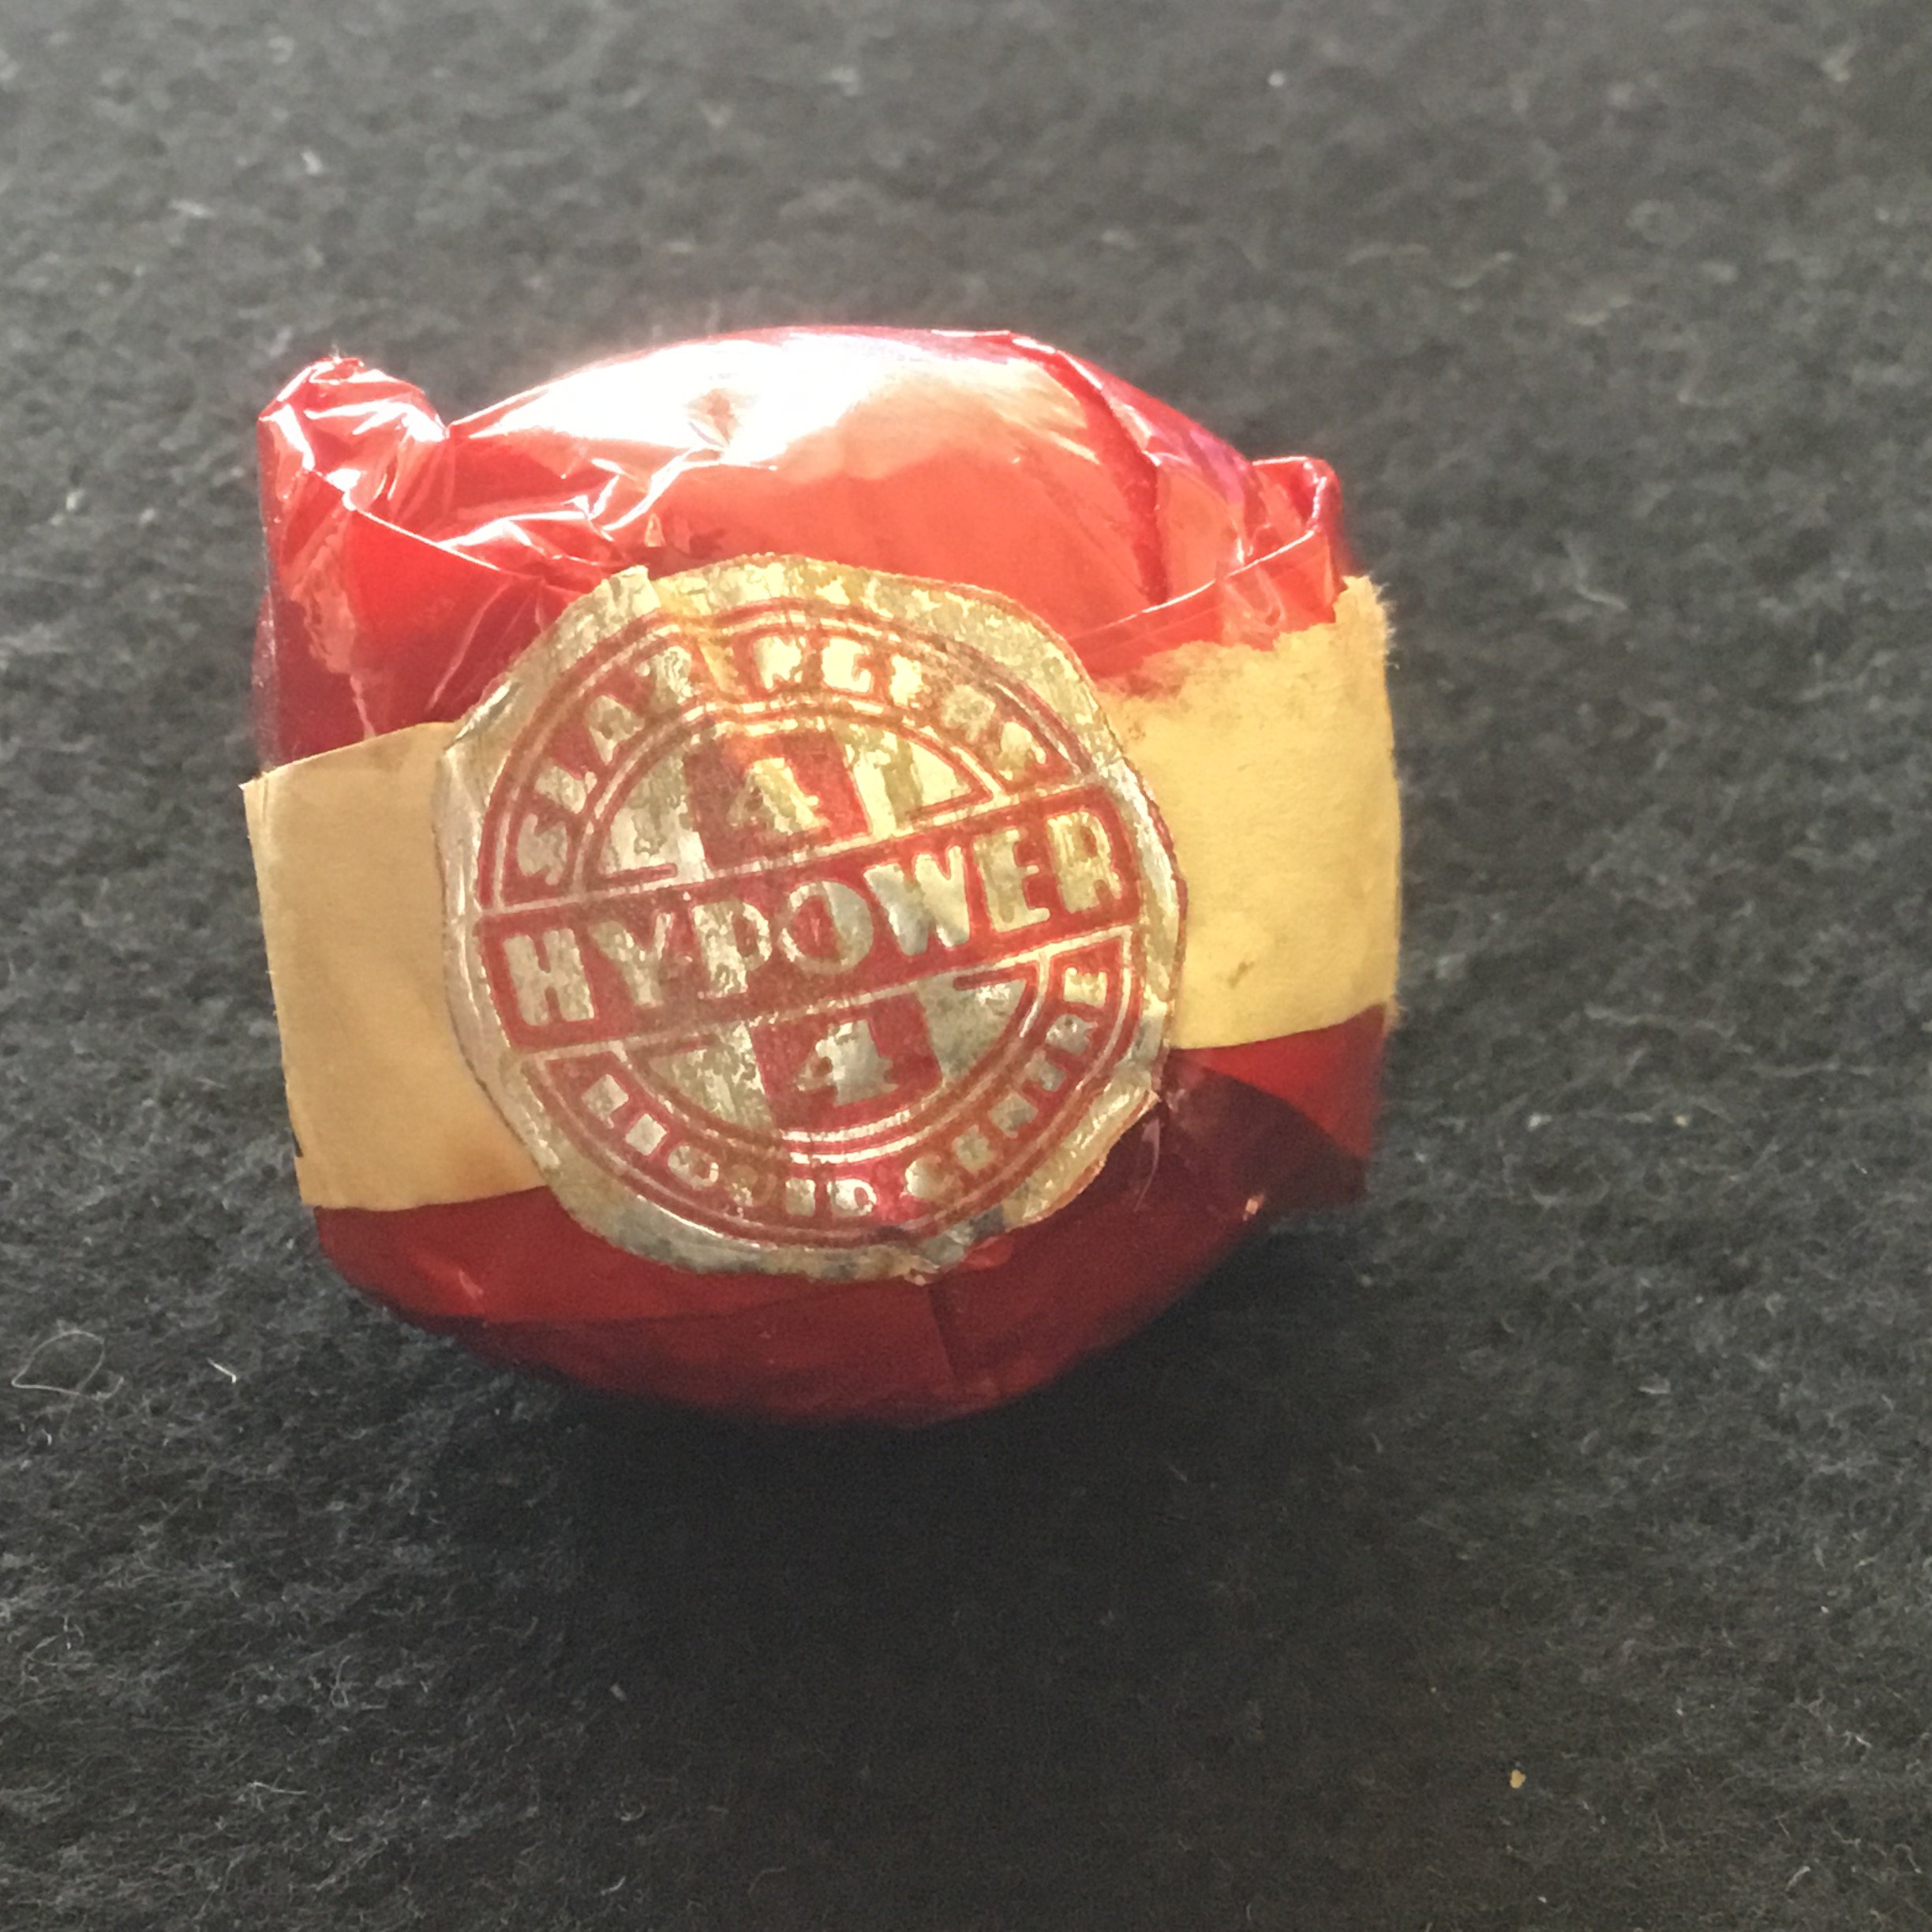 SLAZENGERS
4
HYPOWER
4
LIQUID CENTRE